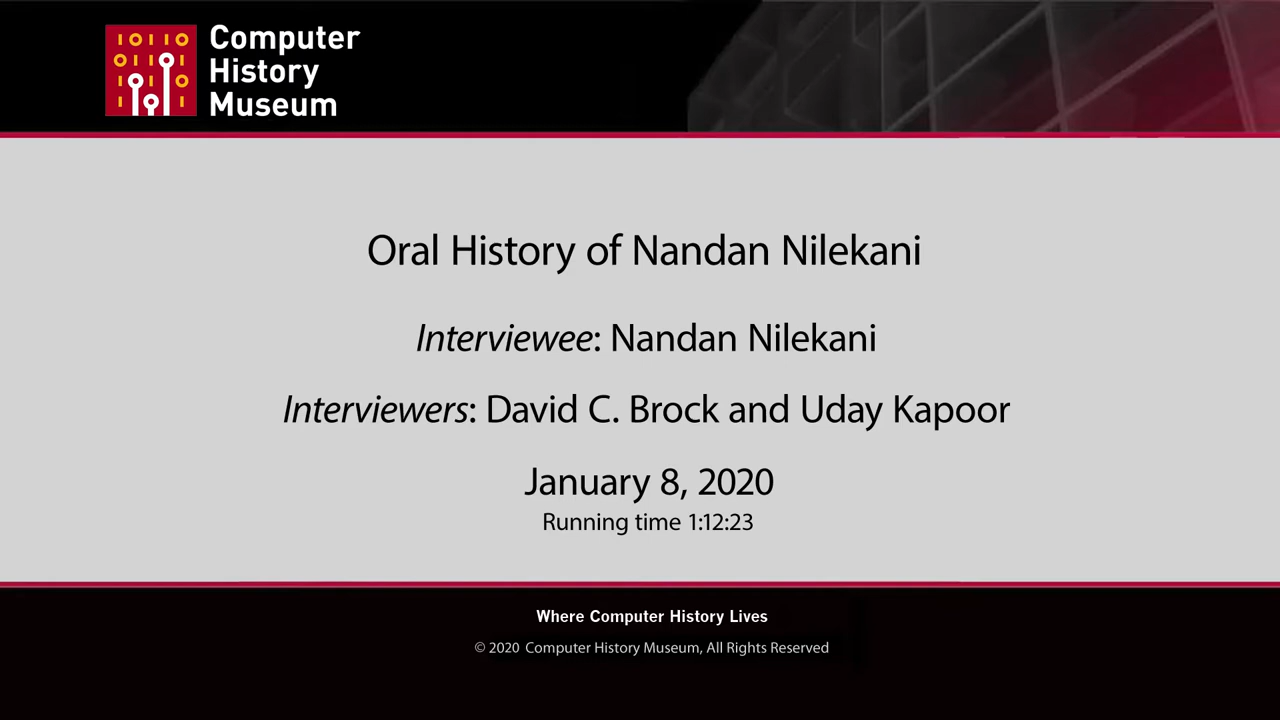 Computer
History
Museum
Oral History of Nandan Nilekani
Interviewee: Nandan Nilekani
Interviewers: David C. Brock and Uday Kapoor
January 8, 2020
Running time 1:12:23
Where Computer History Lives
© 2020 Computer History Museum, All Rights Reserved